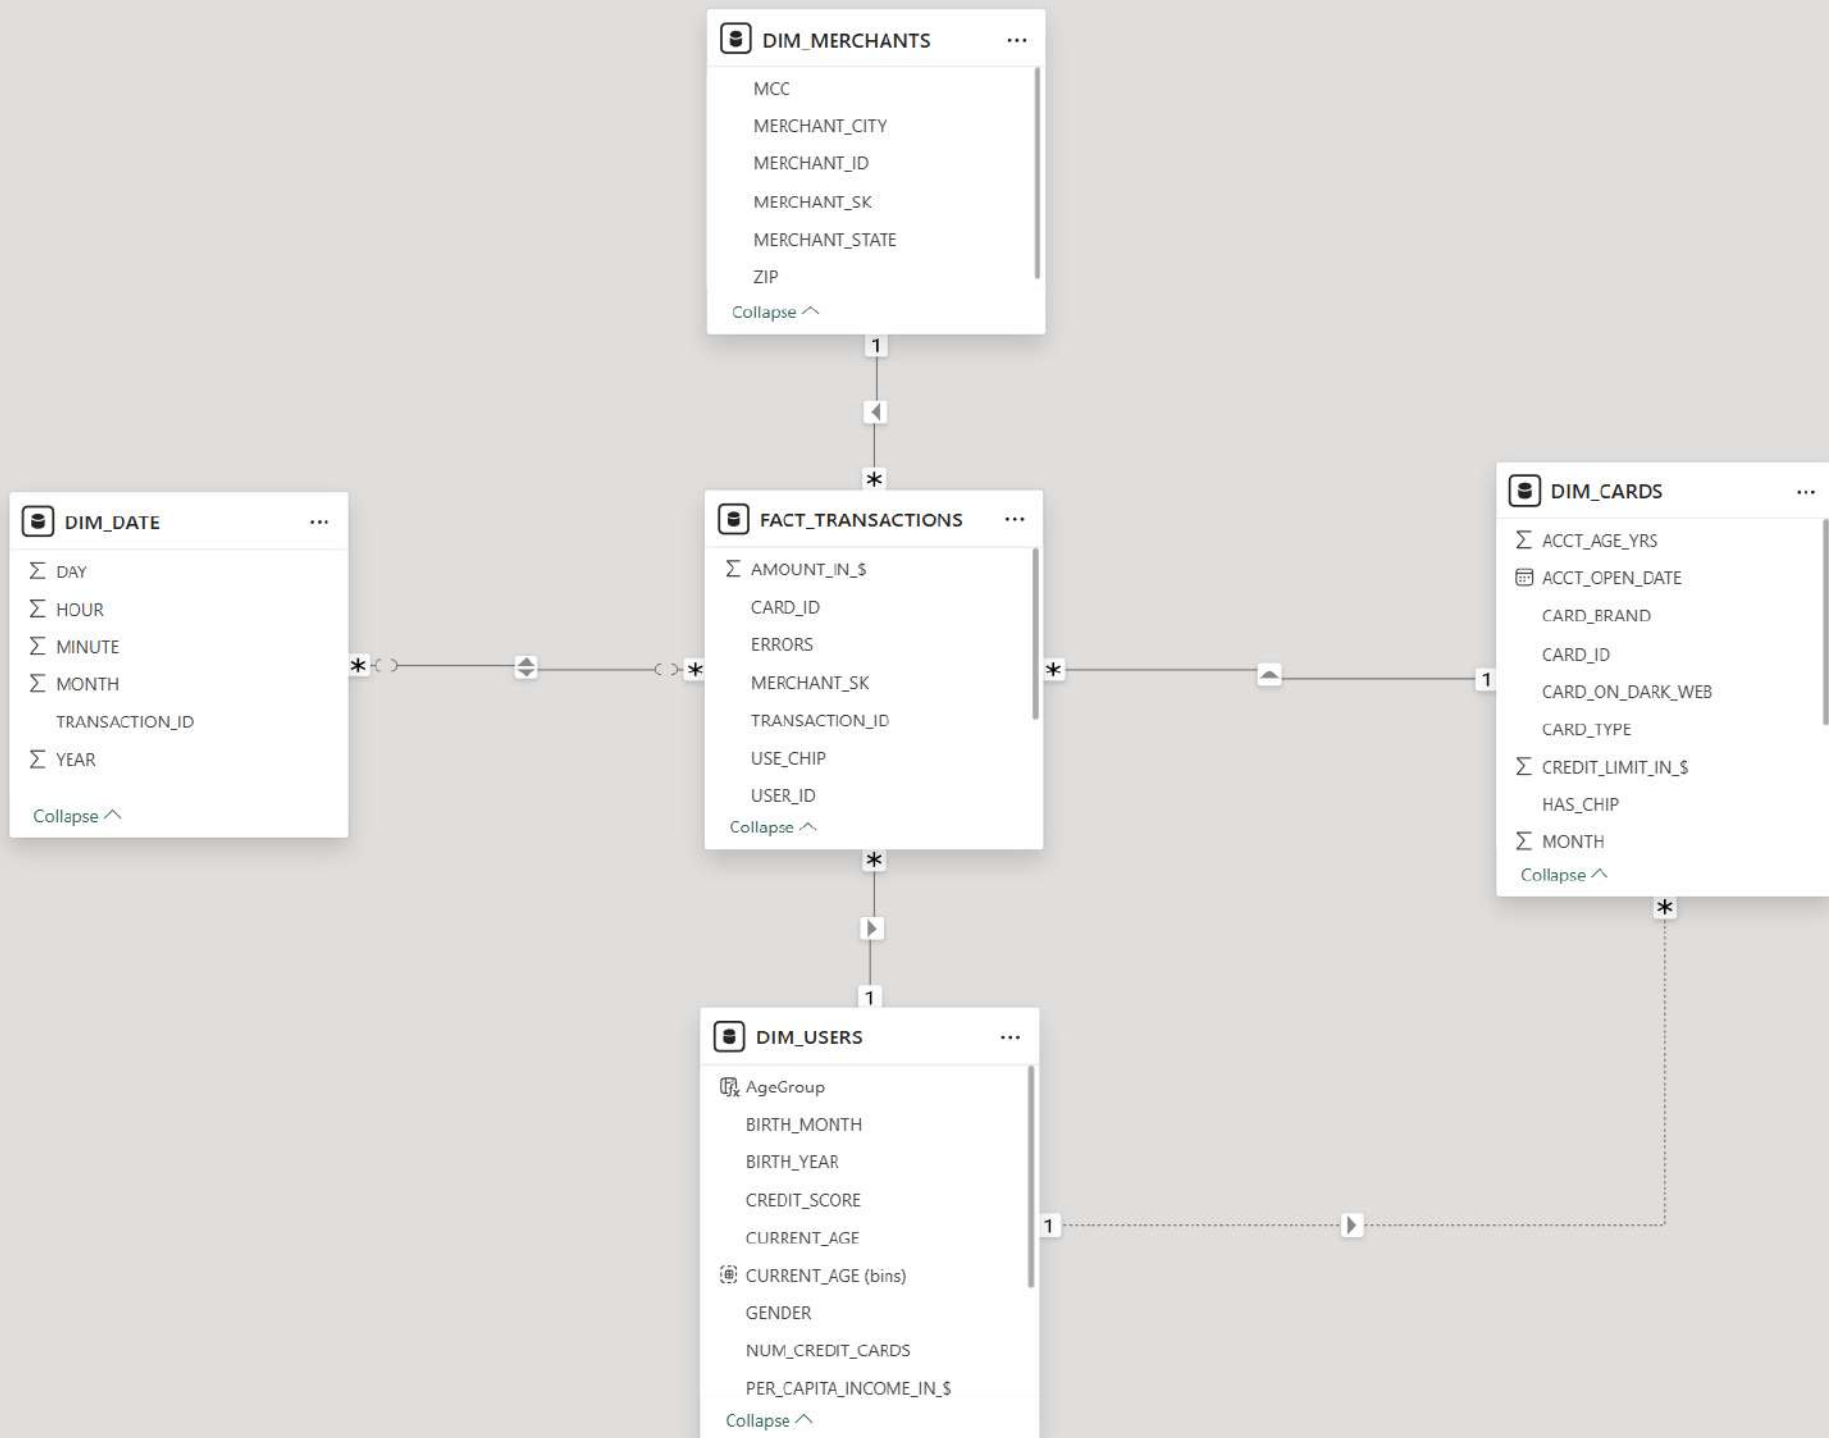 DIM_MERCHANTS
MCC
MERCHANT_CITY
MERCHANT_ID
MERCHANT_SK
MERCHANT_STATE
ZIP
Collapse
1
*
DIM_DATE
DAY
HOUR
MINUTE
MONTH
TRANSACTION_ID
YEAR
Collapse
*
*
FACT_TRANSACTIONS
AMOUNT_IN_$
CARD_ID
ERRORS
MERCHANT_SK
TRANSACTION_ID
USE_CHIP
USER_ID
Collapse
*
1
DIM_CARDS
ACCT_AGE_YRS
ACCT_OPEN_DATE
CARD_BRAND
CARD_ID
CARD_ON_DARK_WEB
CARD_TYPE
CREDIT_LIMIT_IN_$
HAS_CHIP
MONTH
Collapse
*
*
1
DIM_USERS
AgeGroup
BIRTH_MONTH
BIRTH_YEAR
CREDIT_SCORE
CURRENT_AGE
CURRENT_AGE (bins)
GENDER
NUM_CREDIT_CARDS
PER_CAPITA_INCOME_IN_$
Collapse
1